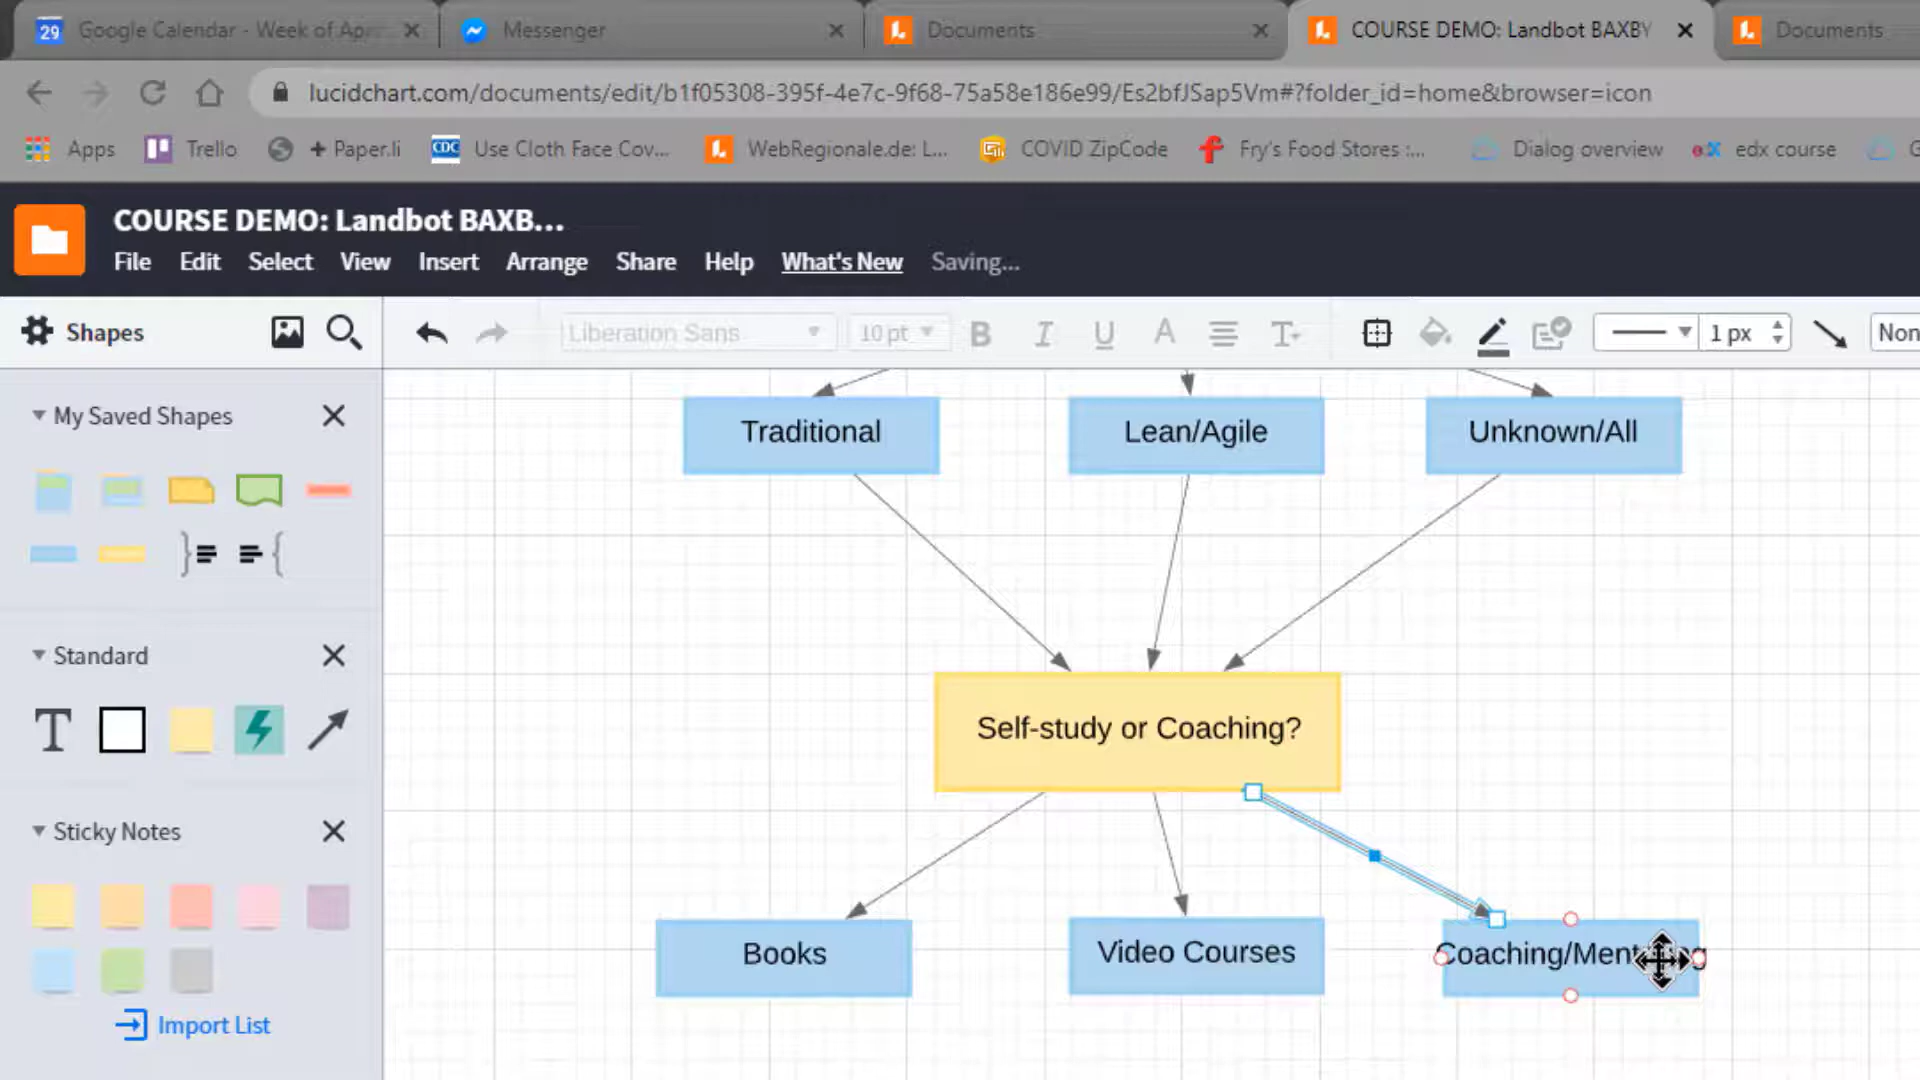 29 Google Calendar - Week of Apr
Messenger
Documents
COURSE DEMO: Landbot BAXBY
Documents
lucidchart.com/documents/edit/b1f05308-395f-4e7c-9f68-75a58e186e99/Es2bfJSap5Vm#?folder_id=home&browser=icon
Apps
Trello
+ Paper.li
CDC Use Cloth Face Cov...
WebRegionale.de: L...
COVID ZipCode
Fry's Food Stores :...
Dialog overview
edX edx course
G
COURSE DEMO: Landbot BAXB...
File Edit Select View Insert Arrange Share Help What's New Saving...
Shapes
Liberation Sans 10 pt B I U A T 1 px Non
My Saved Shapes
Standard
T
Sticky Notes
Import List
Traditional
Lean/Agile
Unknown/All
Self-study or Coaching?
Books
Video Courses